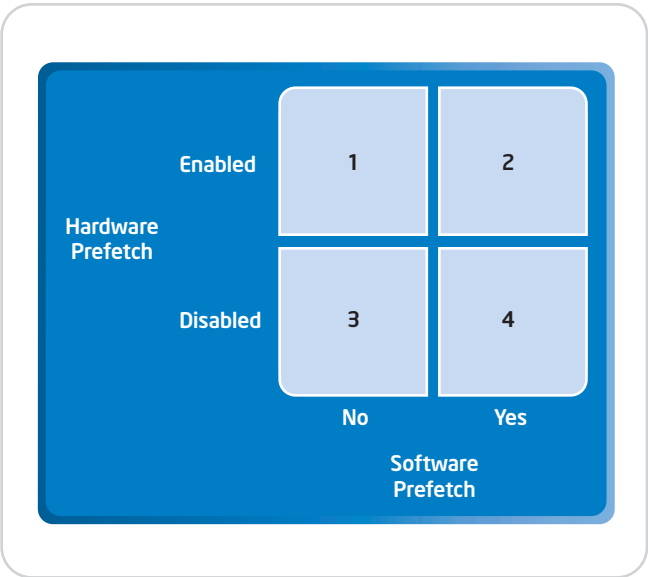 Enabled
1
2
Hardware
Prefetch
Disabled
3
4
No
Yes
Software
Prefetch